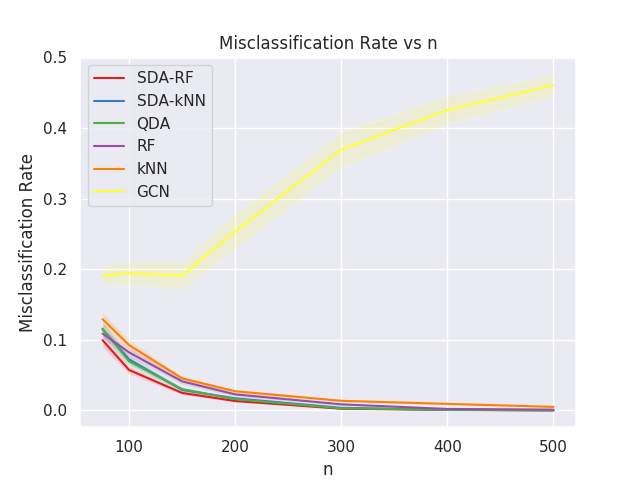 Misclassification Rate vs n
0.5
0.4
0.3
0.2
0.1
0.0
Misclassification Rate
SDA-RF
SDA-kNN
QDA
RF
kNN
GCN
100
200
300
400
500
n